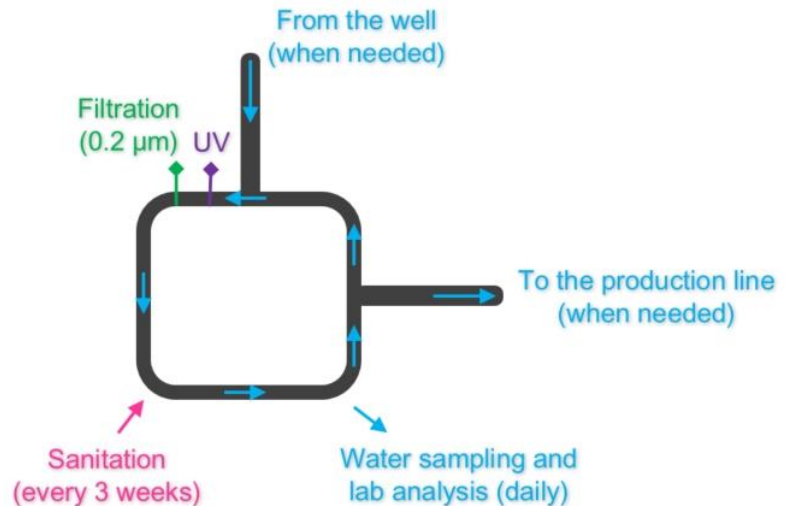 From the well
(when needed)
Filtration
(0.2 µm)
UV
To the production line
(when needed)
Sanitation
(every 3 weeks)
Water sampling and
lab analysis (daily)